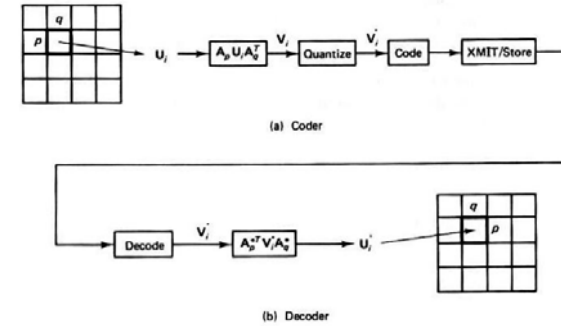 q
p
U_i
A_p U_i A_q^T
V_i
Quantize
V_i^•
Code
XMIT/Store
(a) Coder
Decode
V_i^•
A_p^{*T} V_i^• A_q^*
U_i^•
q
p
(b) Decoder